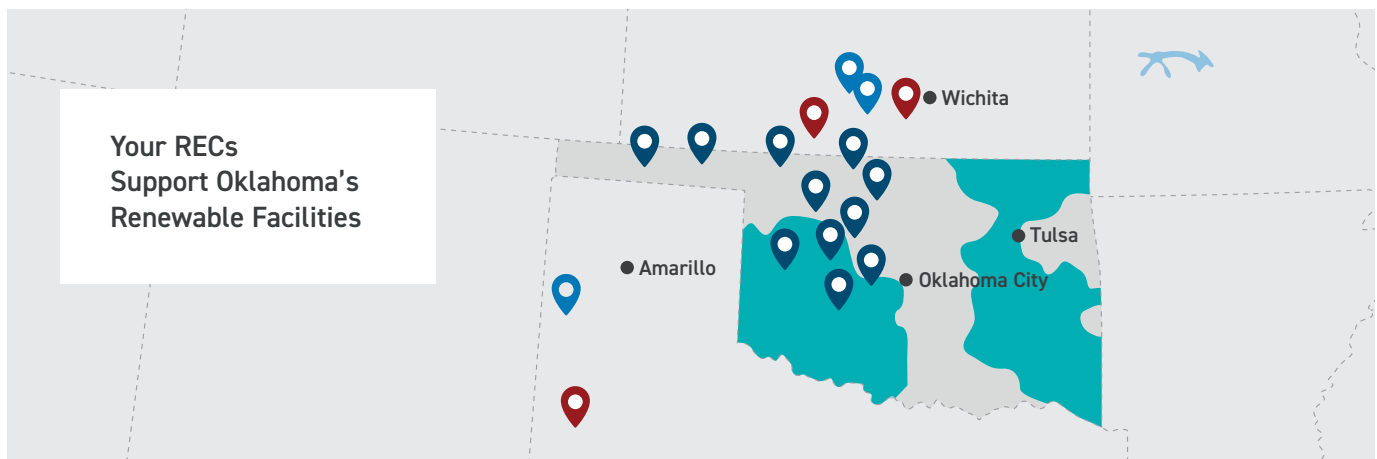 Your RECs
Support Oklahoma's
Renewable Facilities
Wichita
Tulsa
Amarillo
Oklahoma City